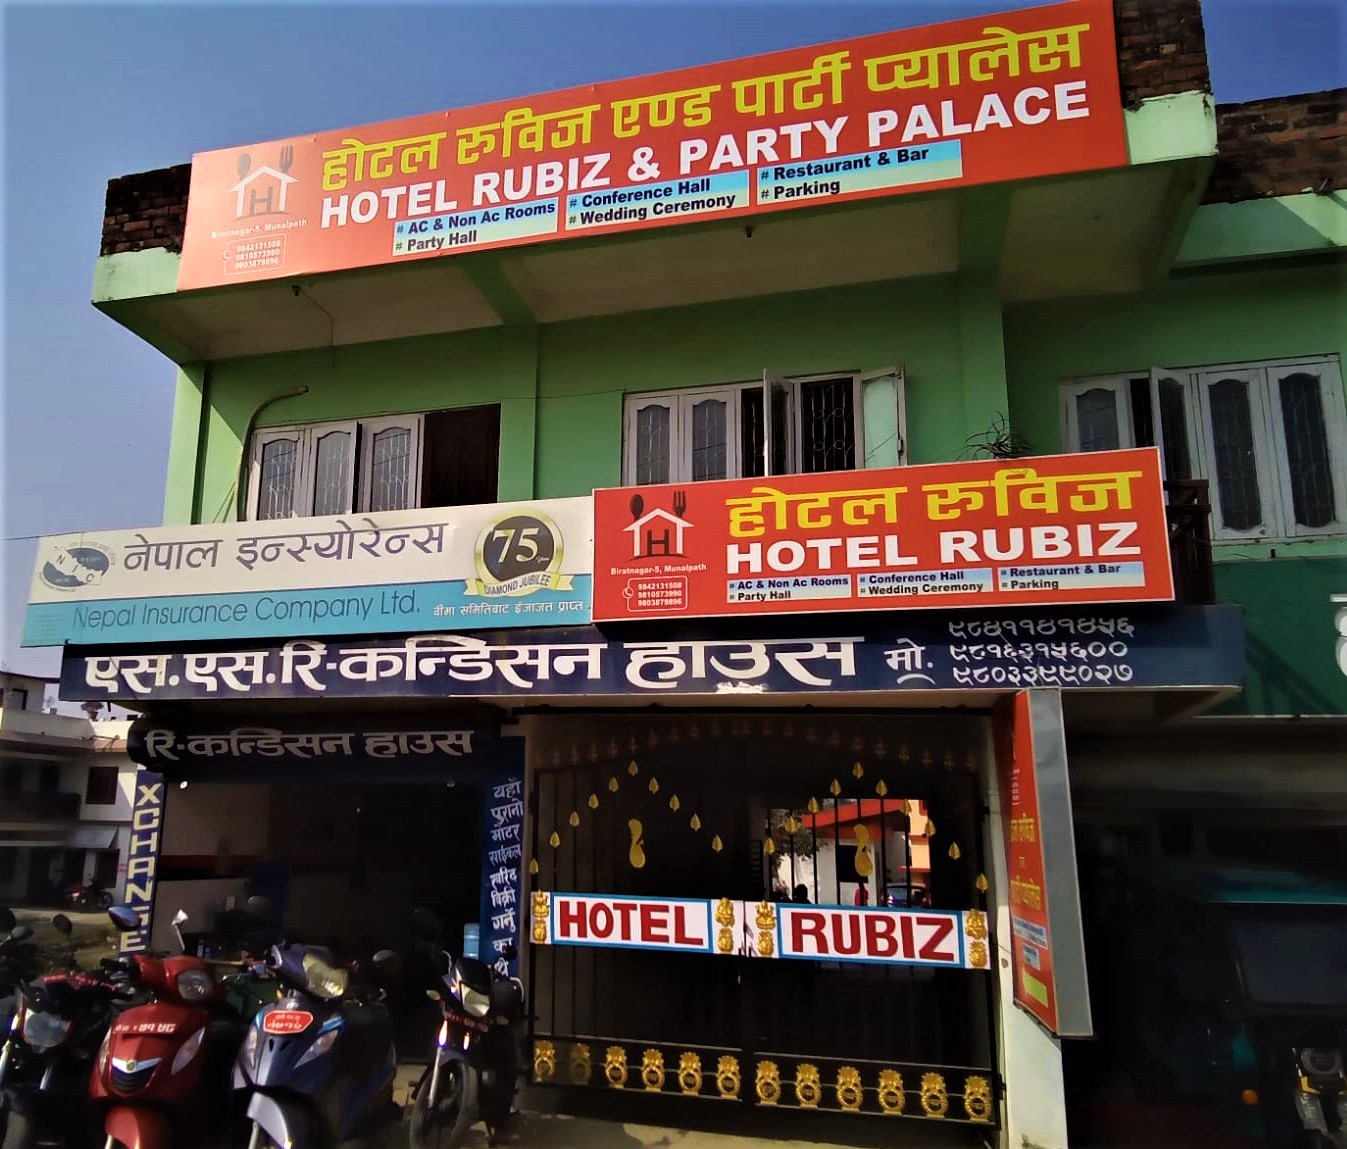 होटल रुविज एण्ड पार्टी प्यालेस
HOTEL RUBIZ & PARTY PALACE
# AC & Non Ac Rooms
# Party Hall
# Conference Hall
# Wedding Ceremony
# Restaurant & Bar
# Parking
H
Biratnagar-5, Munalpath
9842131508
9810573990
9803879896
नेपाल इन्स्योरेन्स
Nepal Insurance Company Ltd.
बीमा समितिबाट ईजाजत प्राप्त
NIC
75
DIAMOND JUBILEE
होटल रुविज
HOTEL RUBIZ
H
Biratnagar-5, Munalpath
9842131508
9810573990
9803879896
# AC & Non Ac Rooms
# Party Hall
# Conference Hall
# Wedding Ceremony
# Restaurant & Bar
# Parking
एस.एस.रि-कन्डिसन हाउस मो.
९८४११४१४५६
९८१६३१५६००
९८०३३९९०२७
रि-कन्डिसन हाउस
XCHANGE
यहाँ
पुरानो
मोटर
साईकल
खरिद
बिक्री
गर्नु
का
HOTEL RUBIZ